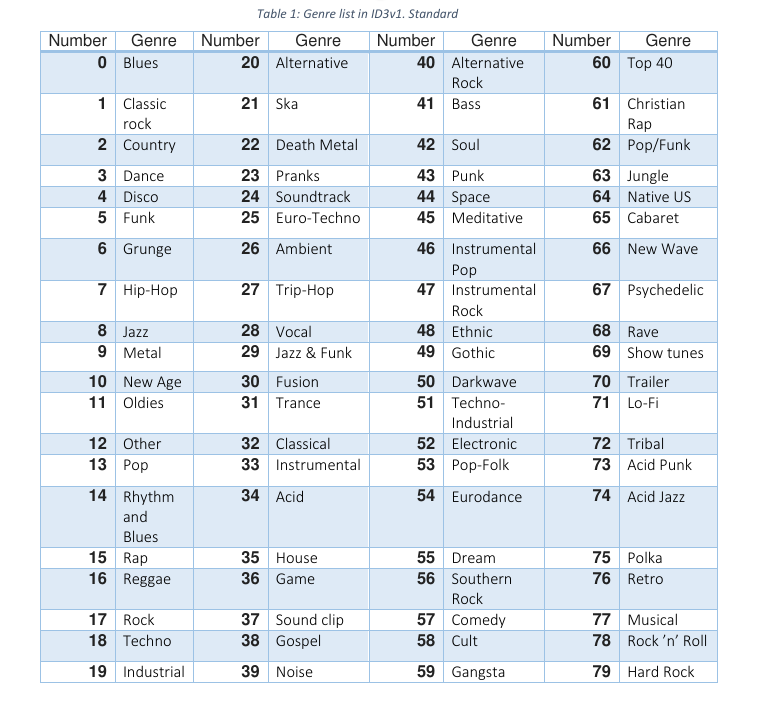 Table 1: Genre list in ID3v1. Standard
Number Genre Number Genre Number Genre Number Genre
0 Blues 20 Alternative 40 Alternative Rock 60 Top 40
1 Classic rock 21 Ska 41 Bass 61 Christian Rap
2 Country 22 Death Metal 42 Soul 62 Pop/Funk
3 Dance 23 Pranks 43 Punk 63 Jungle
4 Disco 24 Soundtrack 44 Space 64 Native US
5 Funk 25 Euro-Techno 45 Meditative 65 Cabaret
6 Grunge 26 Ambient 46 Instrumental Pop 66 New Wave
7 Hip-Hop 27 Trip-Hop 47 Instrumental Rock 67 Psychedelic
8 Jazz 28 Vocal 48 Ethnic 68 Rave
9 Metal 29 Jazz & Funk 49 Gothic 69 Show tunes
10 New Age 30 Fusion 50 Darkwave 70 Trailer
11 Oldies 31 Trance 51 Techno-Industrial 71 Lo-Fi
12 Other 32 Classical 52 Electronic 72 Tribal
13 Pop 33 Instrumental 53 Pop-Folk 73 Acid Punk
14 Rhythm and Blues 34 Acid 54 Eurodance 74 Acid Jazz
15 Rap 35 House 55 Dream 75 Polka
16 Reggae 36 Game 56 Southern Rock 76 Retro
17 Rock 37 Sound clip 57 Comedy 77 Musical
18 Techno 38 Gospel 58 Cult 78 Rock ’n’ Roll
19 Industrial 39 Noise 59 Gangsta 79 Hard Rock